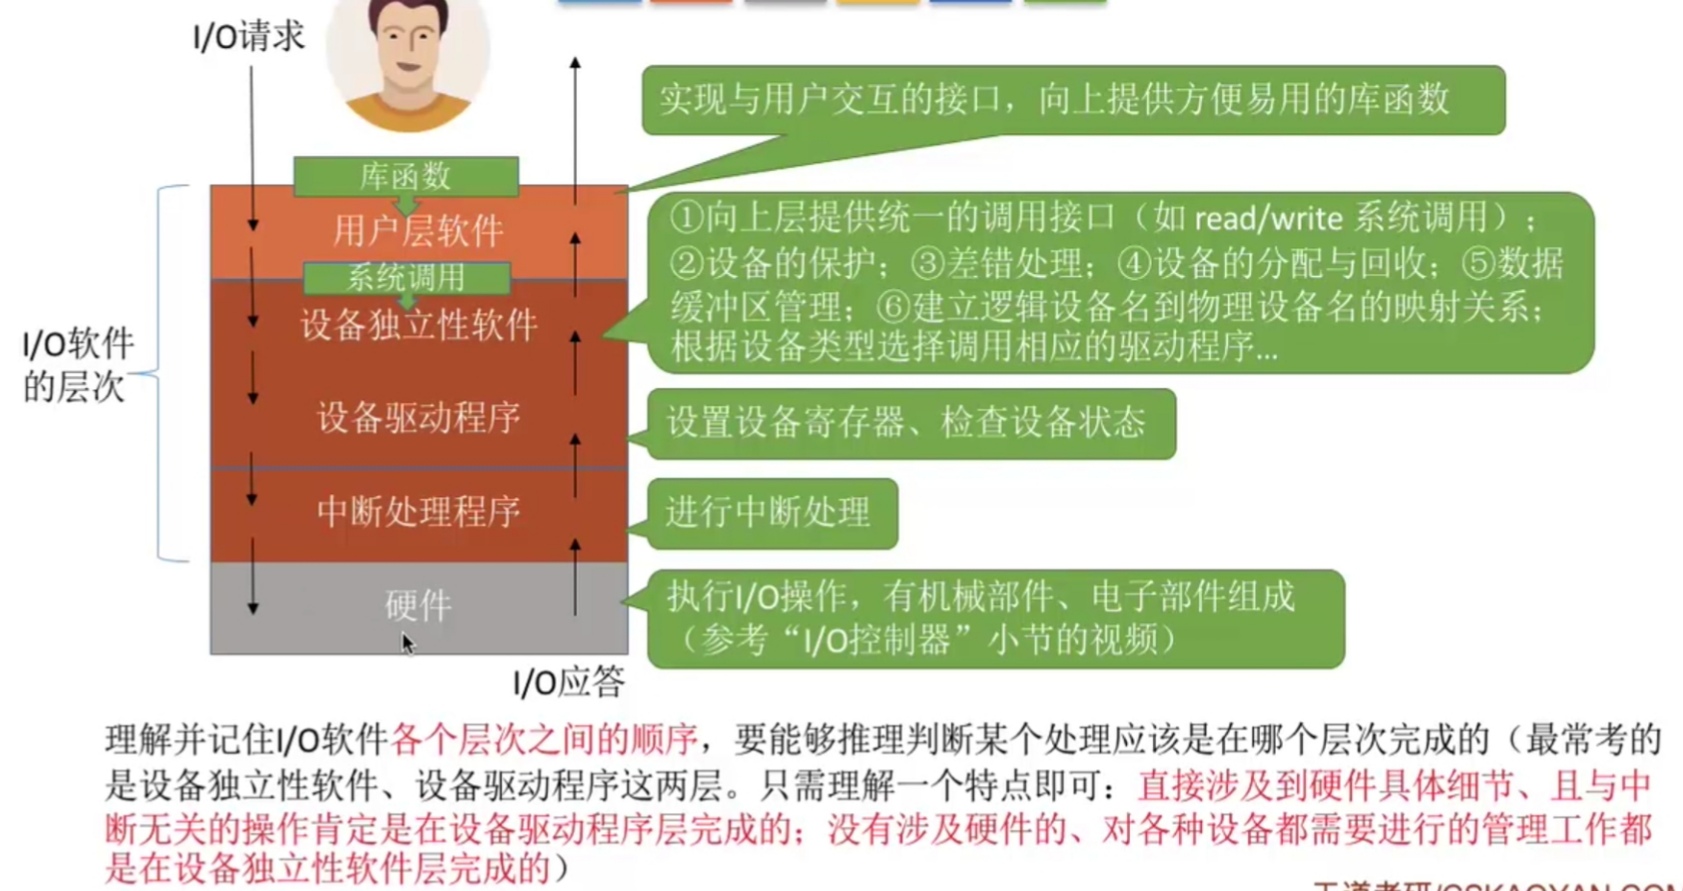 I/O请求
实现与用户交互的接口，向上提供方便易用的库函数
库函数
用户层软件
系统调用
设备独立性软件
①向上层提供统一的调用接口（如 read/write 系统调用）；
②设备的保护；③差错处理；④设备的分配与回收；⑤数据
缓冲区管理；⑥建立逻辑设备名到物理设备名的映射关系；
根据设备类型选择调用相应的驱动程序…
I/O软件
的层次
设备驱动程序
设置设备寄存器、检查设备状态
中断处理程序
进行中断处理
硬件
执行I/O操作，有机械部件、电子部件组成
（参考“I/O控制器”小节的视频）
I/O应答
理解并记住I/O软件各个层次之间的顺序，要能够推理判断某个处理应该是在哪个层次完成的（最常考的
是设备独立性软件、设备驱动程序这两层。只需理解一个特点即可：直接涉及到硬件具体细节、且与中
断无关的操作肯定是在设备驱动程序层完成的；没有涉及硬件的、对各种设备都需要进行的管理工作都
是在设备独立性软件层完成的）